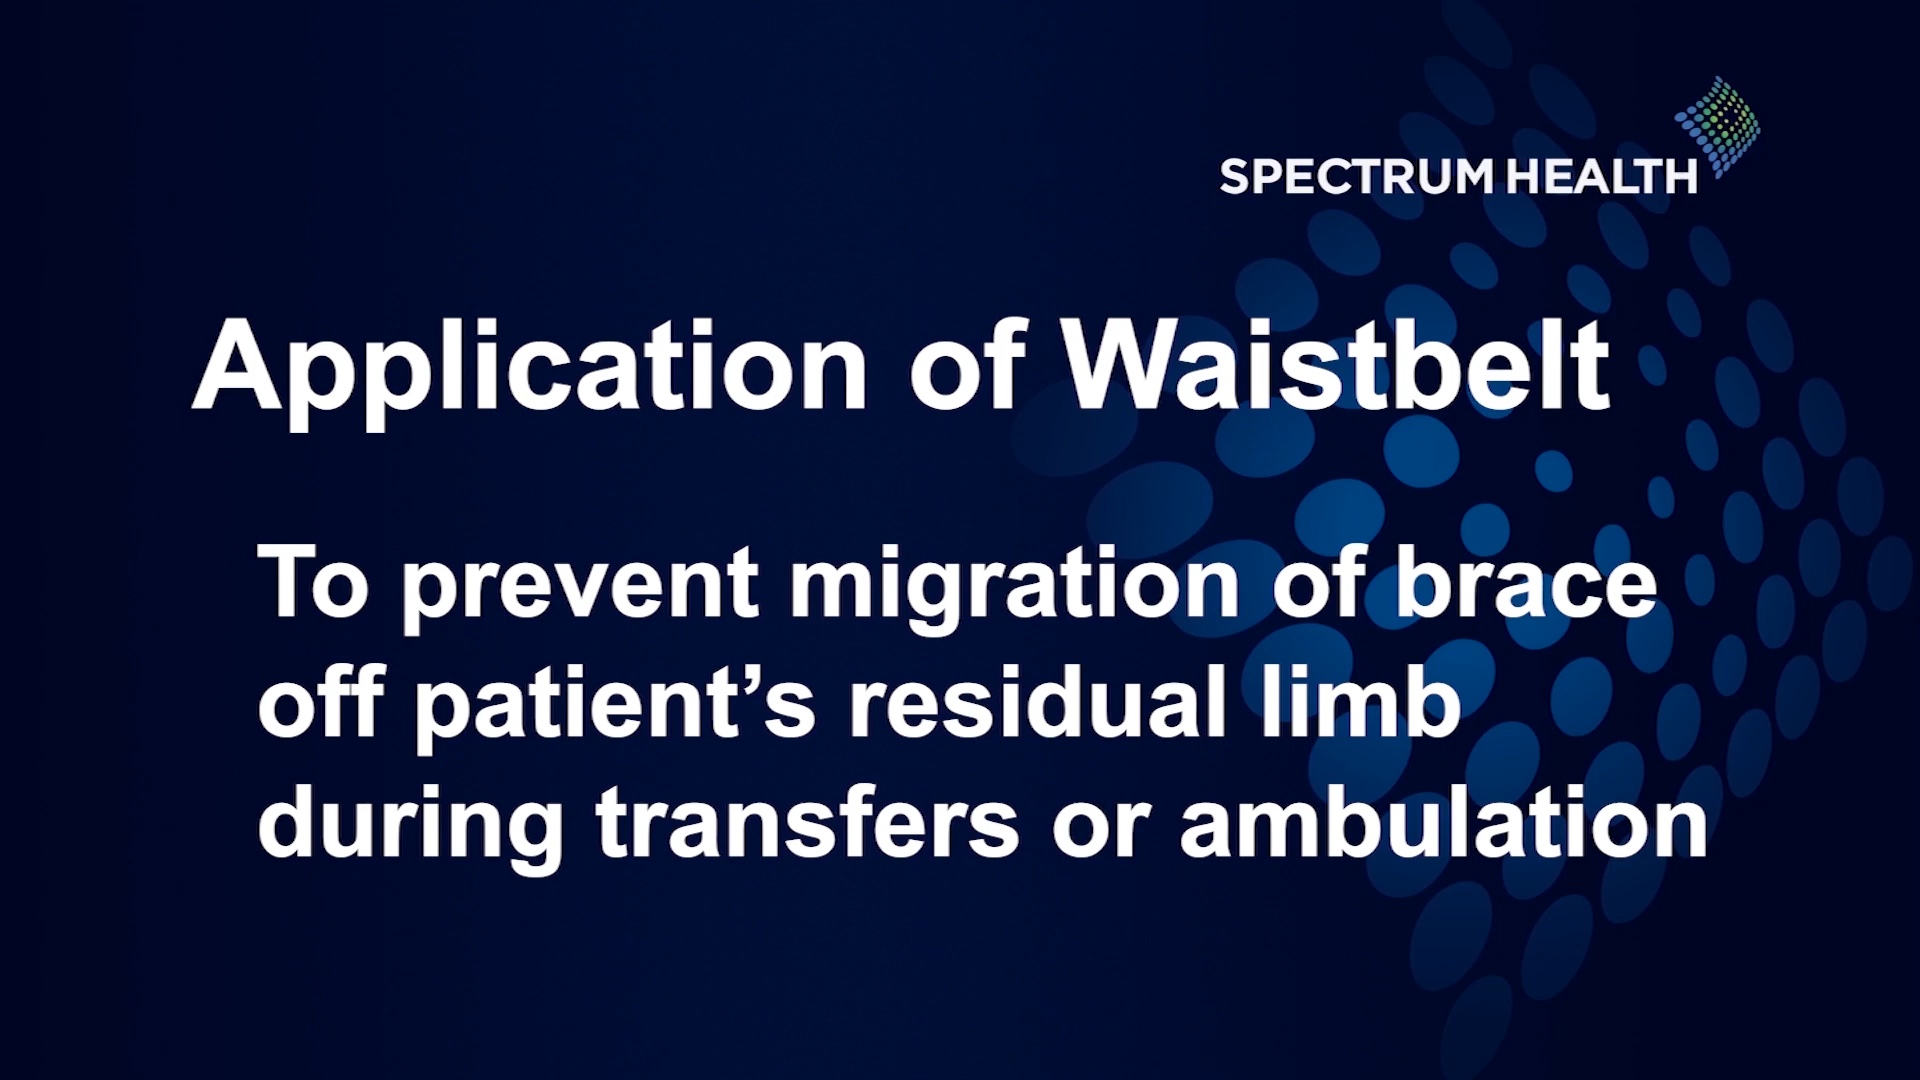 SPECTRUM HEALTH
Application of Waistbelt
To prevent migration of brace
off patient’s residual limb
during transfers or ambulation